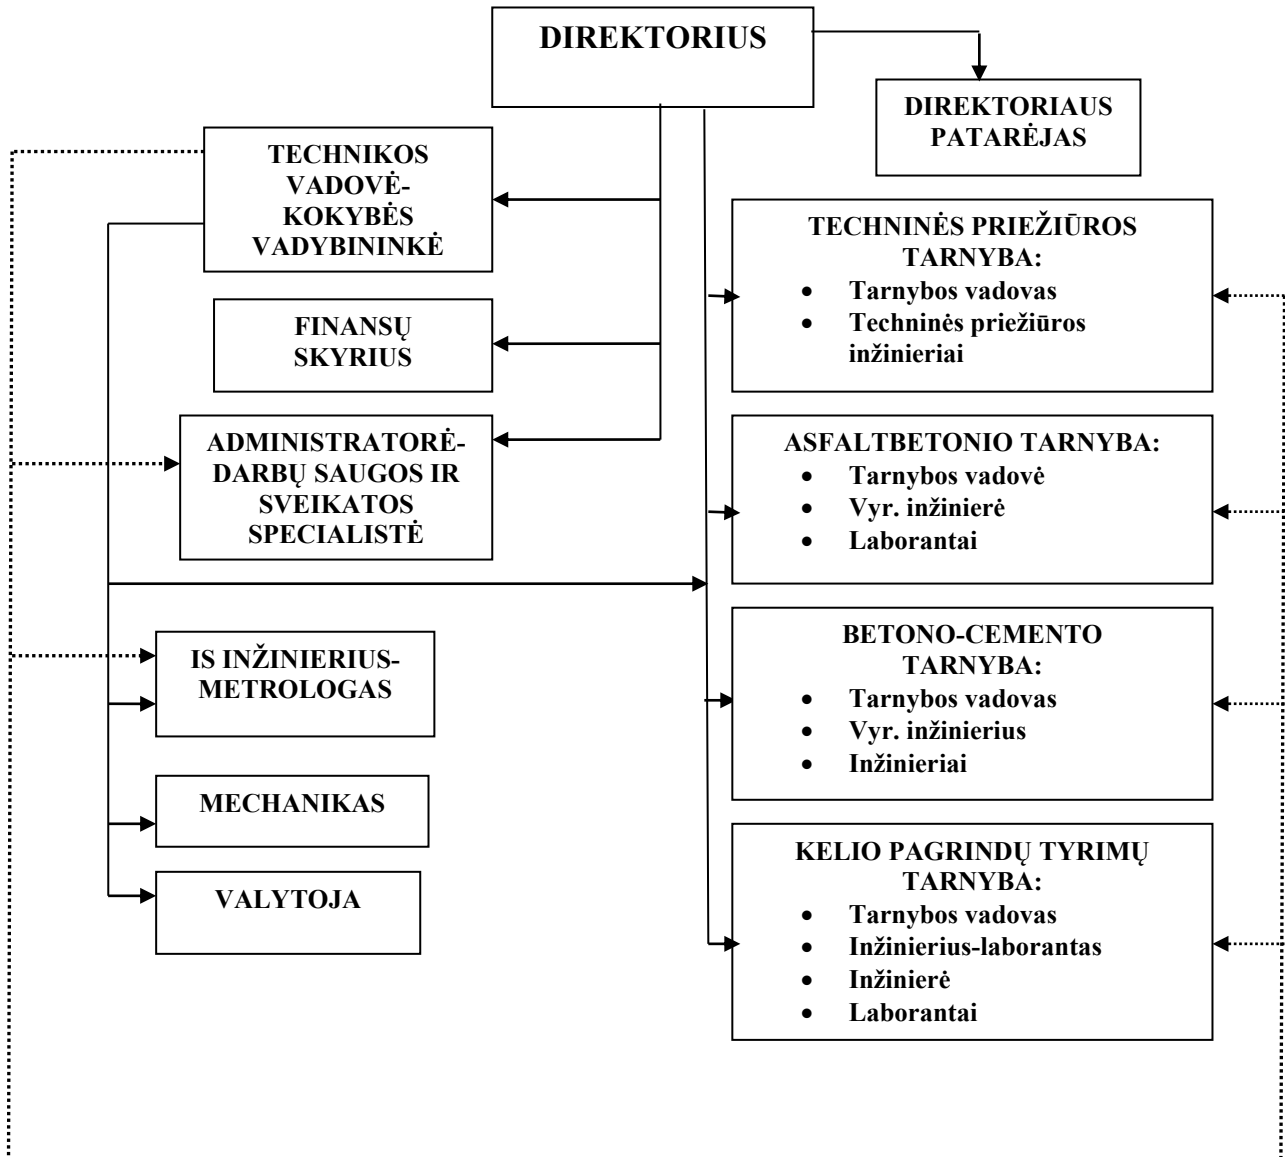 DIREKTORIUS
DIREKTORIAUS
PATARĖJAS
TECHNIKOS
VADOVĖ-
KOKYBĖS
VADYBININKĖ
FINANSŲ
SKYRIUS
ADMINISTRATORĖ-
DARBŲ SAUGOS IR
SVEIKATOS
SPECIALISTĖ
IS INŽINIERIUS-
METROLOGAS
MECHANIKAS
VALYTOJA
TECHNINĖS PRIEŽIŪROS
TARNYBA:
• Tarnybos vadovas
• Techninės priežiūros
inžinieriai
ASFALTBETONIO TARNYBA:
• Tarnybos vadovė
• Vyr. inžinierė
• Laborantai
BETONO-CEMENTO
TARNYBA:
• Tarnybos vadovas
• Vyr. inžinierius
• Inžinieriai
KELIO PAGRINDŲ TYRIMŲ
TARNYBA:
• Tarnybos vadovas
• Inžinierius-laborantas
• Inžinierė
• Laborantai